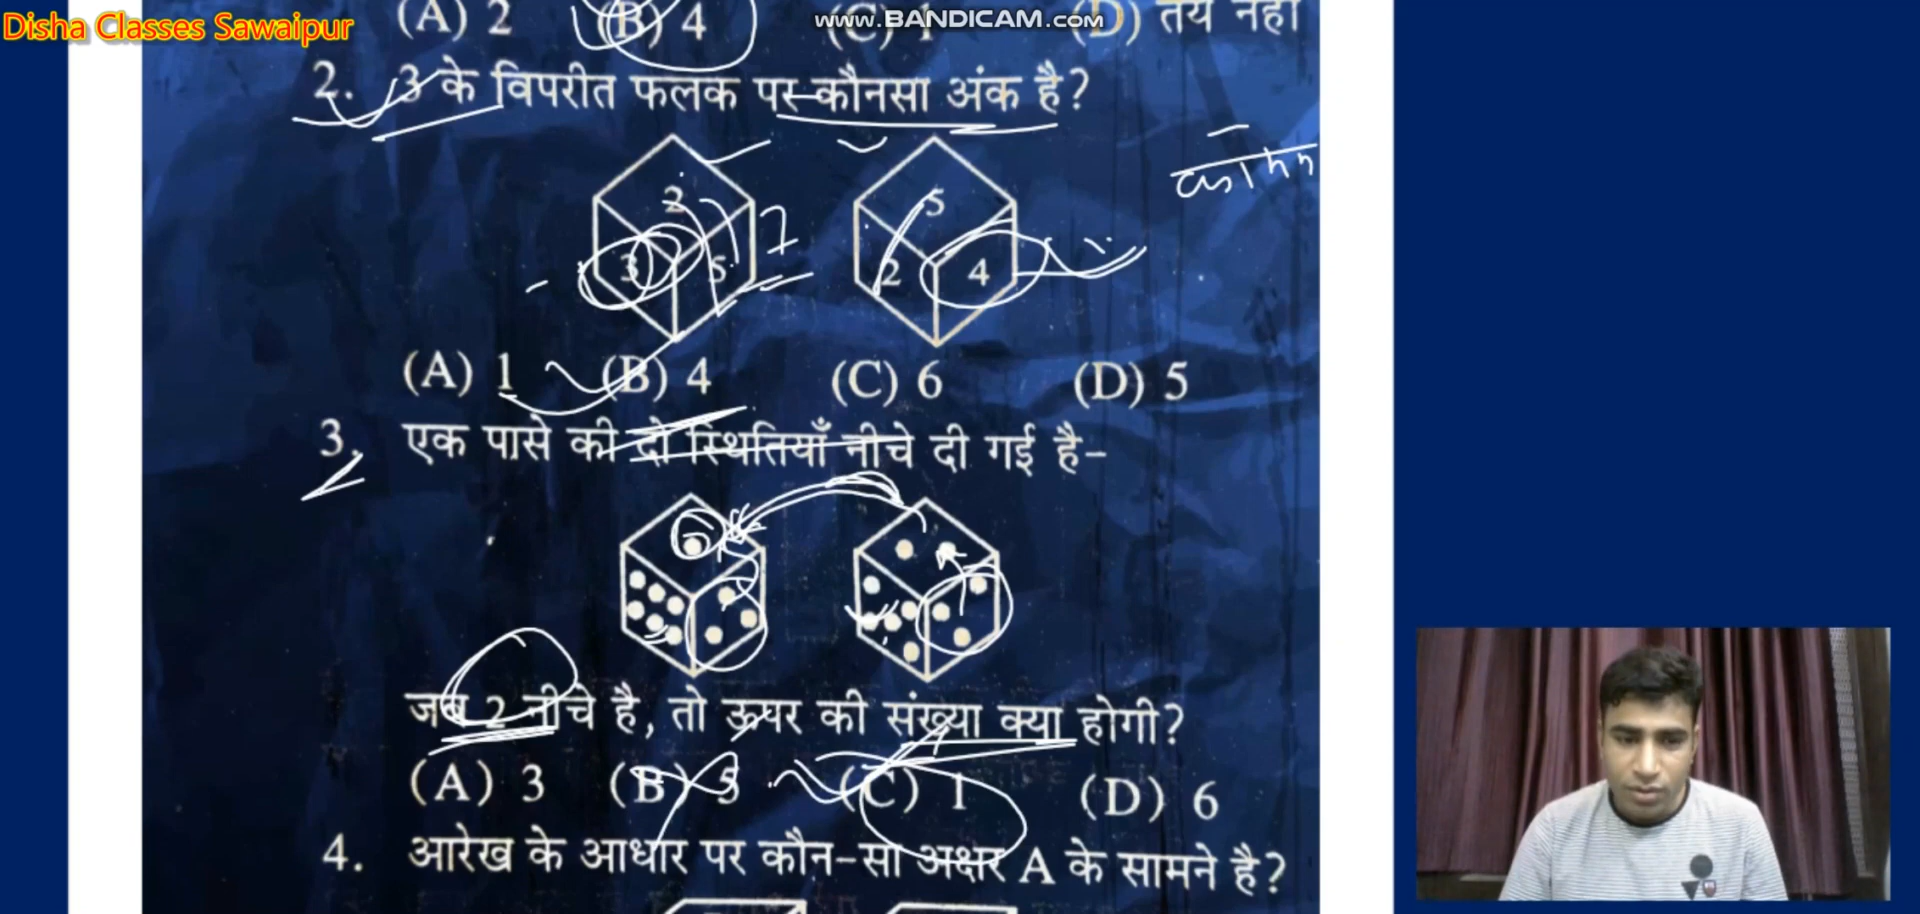 Disha Classes Sawaipur
www.BANDICAM.com
(A) 2 (B) 4 (C) 1 (D) तय नहीं
2. 3 के विपरीत फलक पर कौनसा अंक है?
2 5
3 5 2 4
7
(A) 1 (B) 4 (C) 6 (D) 5
3. एक पासे की दो स्थितियाँ नीचे दी गई है-
जब 2 नीचे है, तो ऊपर की संख्या क्या होगी?
(A) 3 (B) 5 (C) 1 (D) 6
4. आरेख के आधार पर कौन-सा अक्षर A के सामने है?